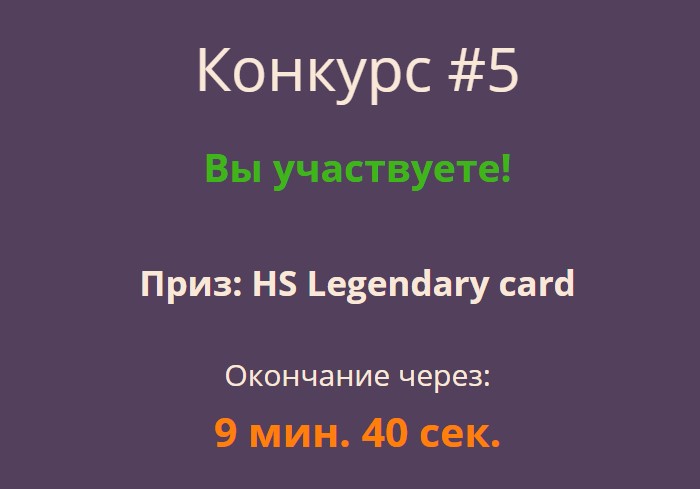 Конкурс #5
Вы участвуете!
Приз: HS Legendary card
Окончание через:
9 мин. 40 сек.